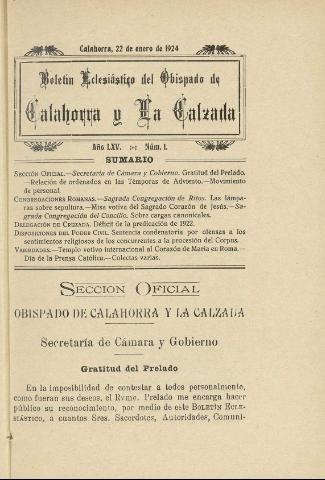 Calahorra, 22 de enero de 1924
Boletín Eclesiástico del Obispado de
Calahorra y La Calzada
Año LXV. Núm. 1.
SUMARIO
SECCIÓN OFICIAL.—Secretaría de Cámara y Gobierno. Gratitud del Prelado.
—Relación de ordenados en las Témporas de Adviento.—Movimiento
de personal.
CONGREGACIONES ROMANAS.—Sagrada Congregación de Ritos. Las lámpa-
ras sobre sepultura.—Misa votiva del Sagrado Corazón de Jesús.—Sa-
grada Congregación del Concilio. Sobre cargas canonicales.
DELEGACIÓN DE CRUZADA. Déficit de la predicación de 1922.
DISPOSICIONES DEL PODER CIVIL. Sentencia condenatoria por ofensas a los
sentimientos religiosos de los concurrentes a la procesión del Corpus.
VARIEDADES.—Templo votivo internacional al Corazón de María en Roma.—
Día de la Prensa Católica.—Colectas varias.
SECCION OFICIAL
OBISPADO DE CALAHORRA Y LA CALZADA
Secretaría de Cámara y Gobierno
Gratitud del Prelado
En la imposibilidad de contestar a todos personalmente,
como fueran sus deseos, el Rvmo. Prelado me encarga hacer
público su reconocimiento, por medio de este BOLETÍN ECLE-
SIÁSTICO, a cuantos Sres. Sacerdotes, Autoridades, Comuni-